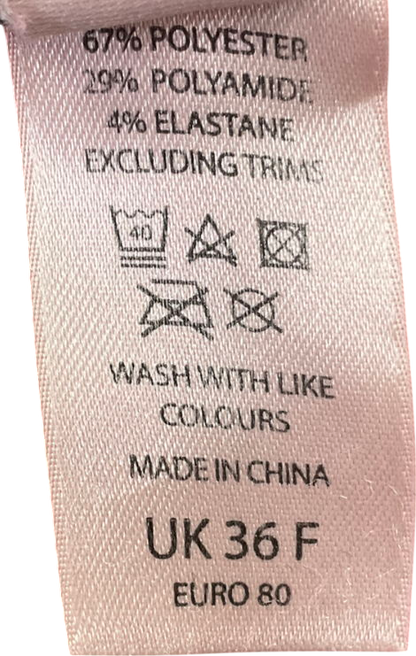 67% POLYESTER
29% POLYAMIDE
4% ELASTANE
EXCLUDING TRIMS
40
WASH WITH LIKE
COLOURS
MADE IN CHINA
UK 36 F
EURO 80